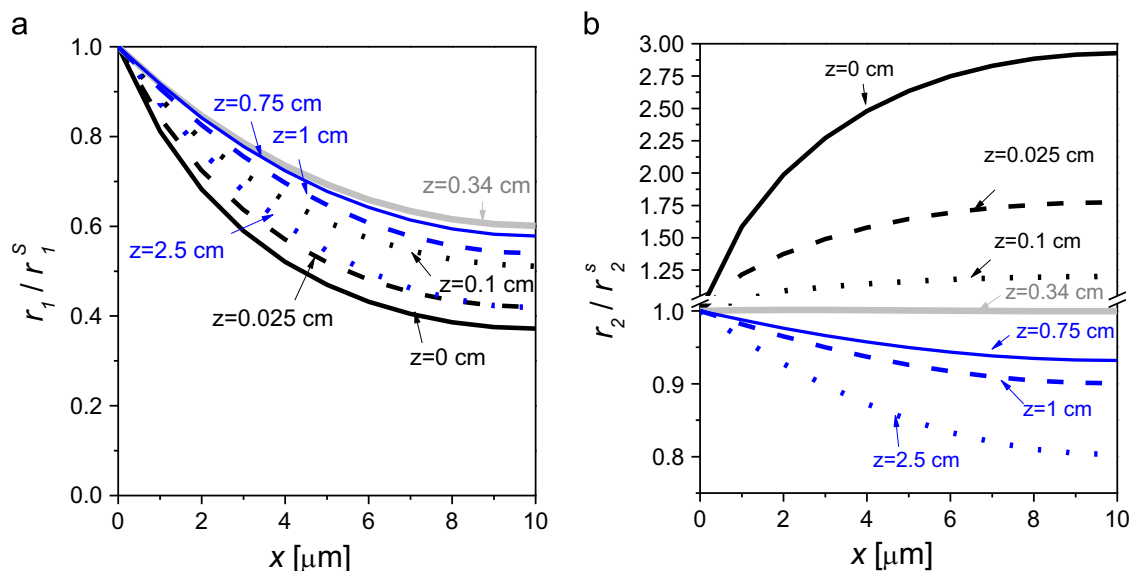 a
1.0
0.8
0.6
0.4
0.2
0.0
0
2
4
6
8
10
x [μm]
r1 / r1^s
z=0.75 cm
z=1 cm
z=0.34 cm
z=2.5 cm
z=0.1 cm
z=0.025 cm
z=0 cm
b
3.00
2.75
2.50
2.25
2.00
1.75
1.50
1.25
1.0
0.9
0.8
0
2
4
6
8
10
x [μm]
r2 / r2^s
z=0 cm
z=0.025 cm
z=0.1 cm
z=0.34 cm
z=0.75 cm
z=1 cm
z=2.5 cm